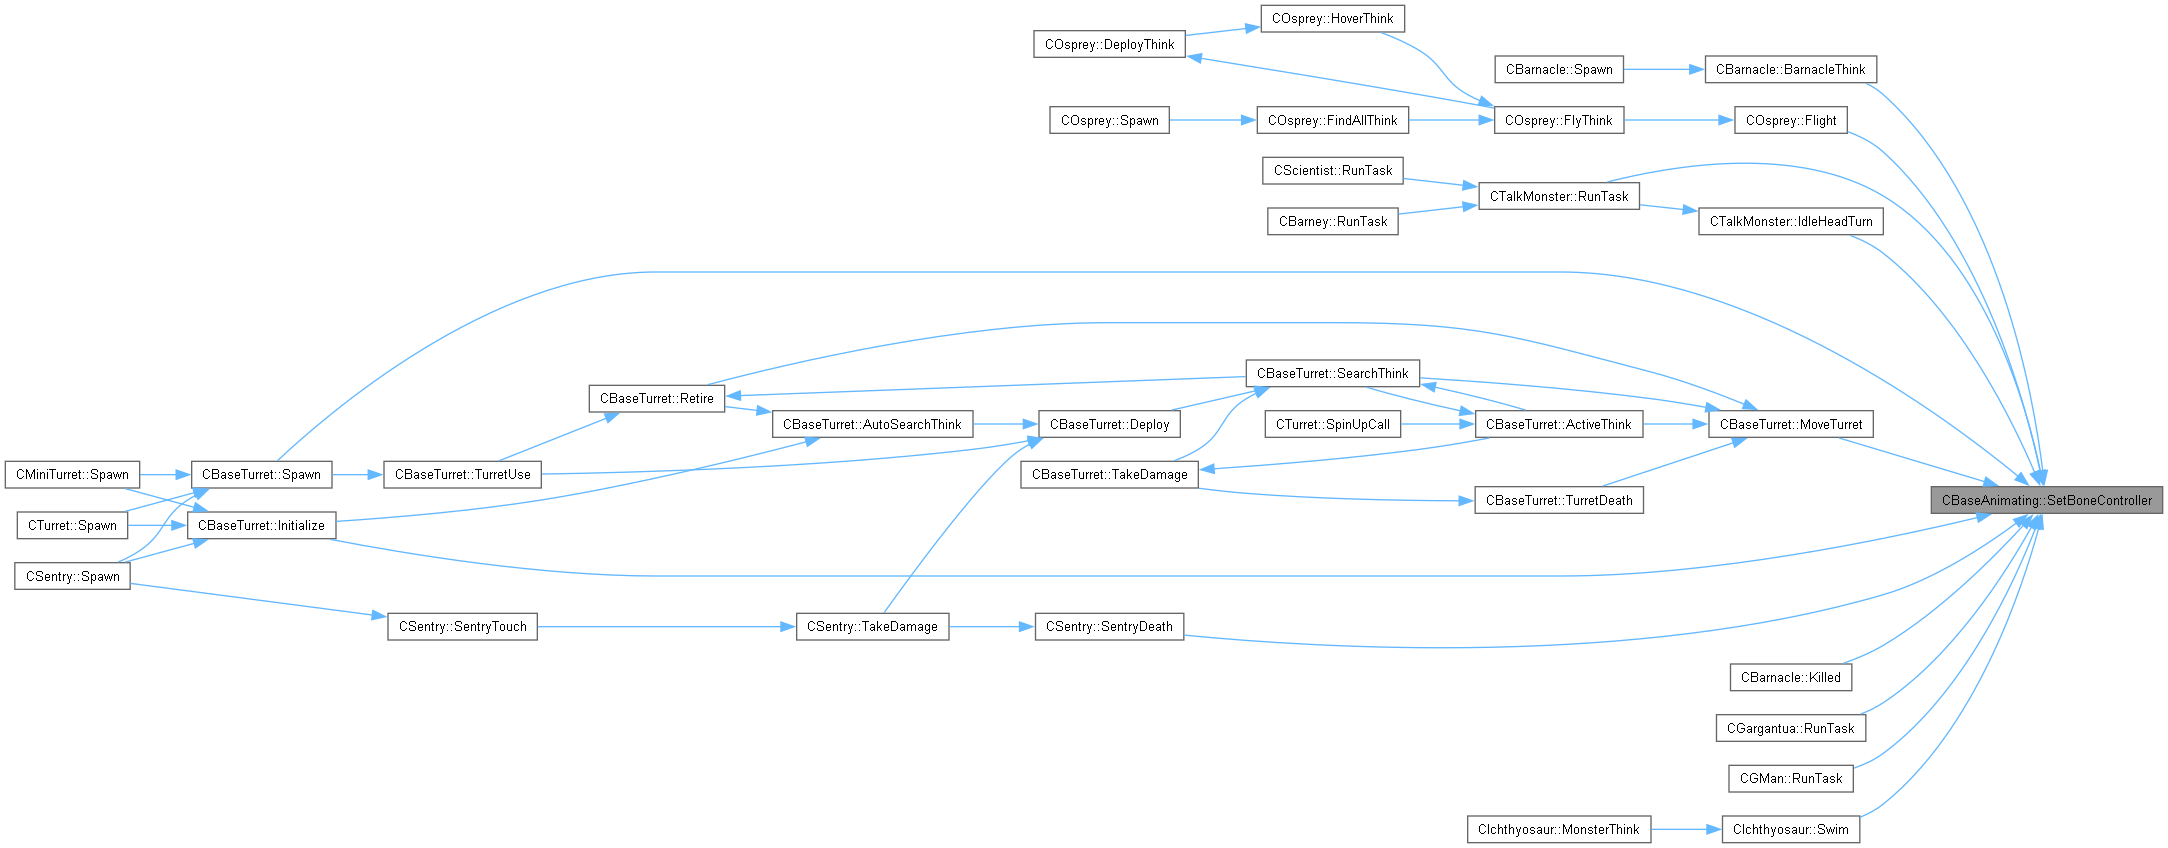 COsprey::HoverThink
COsprey::DeployThink
CBarnacle::Spawn
CBarnacle::BarnacleThink
COsprey::Spawn
COsprey::FindAllThink
COsprey::FlyThink
COsprey::Flight
CScientist::RunTask
CTalkMonster::RunTask
CBarney::RunTask
CTalkMonster::IdleHeadTurn
CBaseTurret::SearchThink
CBaseTurret::Retire
CBaseTurret::AutoSearchThink
CBaseTurret::Deploy
CTurret::SpinUpCall
CBaseTurret::ActiveThink
CBaseTurret::MoveTurret
CMiniTurret::Spawn
CBaseTurret::Spawn
CBaseTurret::TurretUse
CBaseTurret::TakeDamage
CBaseTurret::TurretDeath
CBaseAnimating::SetBoneController
CTurret::Spawn
CBaseTurret::Initialize
CSentry::Spawn
CSentry::SentryTouch
CSentry::TakeDamage
CSentry::SentryDeath
CBarnacle::Killed
CGargantua::RunTask
CGMan::RunTask
CIchthyosaur::MonsterThink
CIchthyosaur::Swim